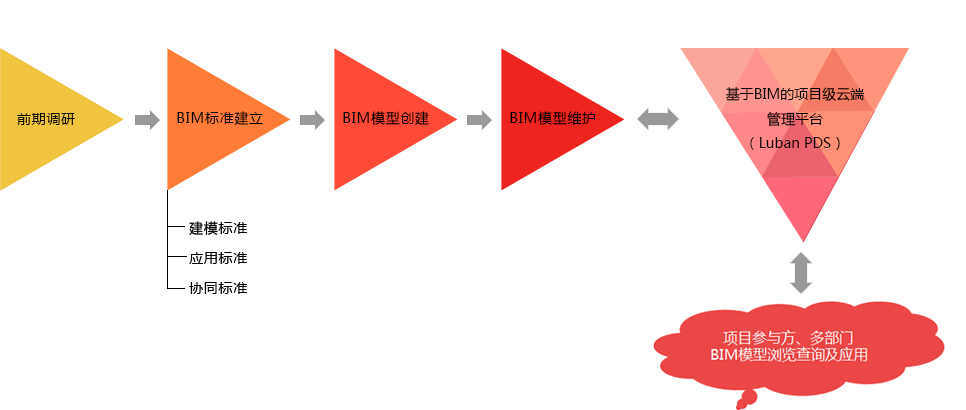 前期调研
BIM标准建立
建模标准
应用标准
协同标准
BIM模型创建
BIM模型维护
基于BIM的项目级云端
管理平台
（Luban PDS）
项目参与方、多部门
BIM模型浏览查询及应用